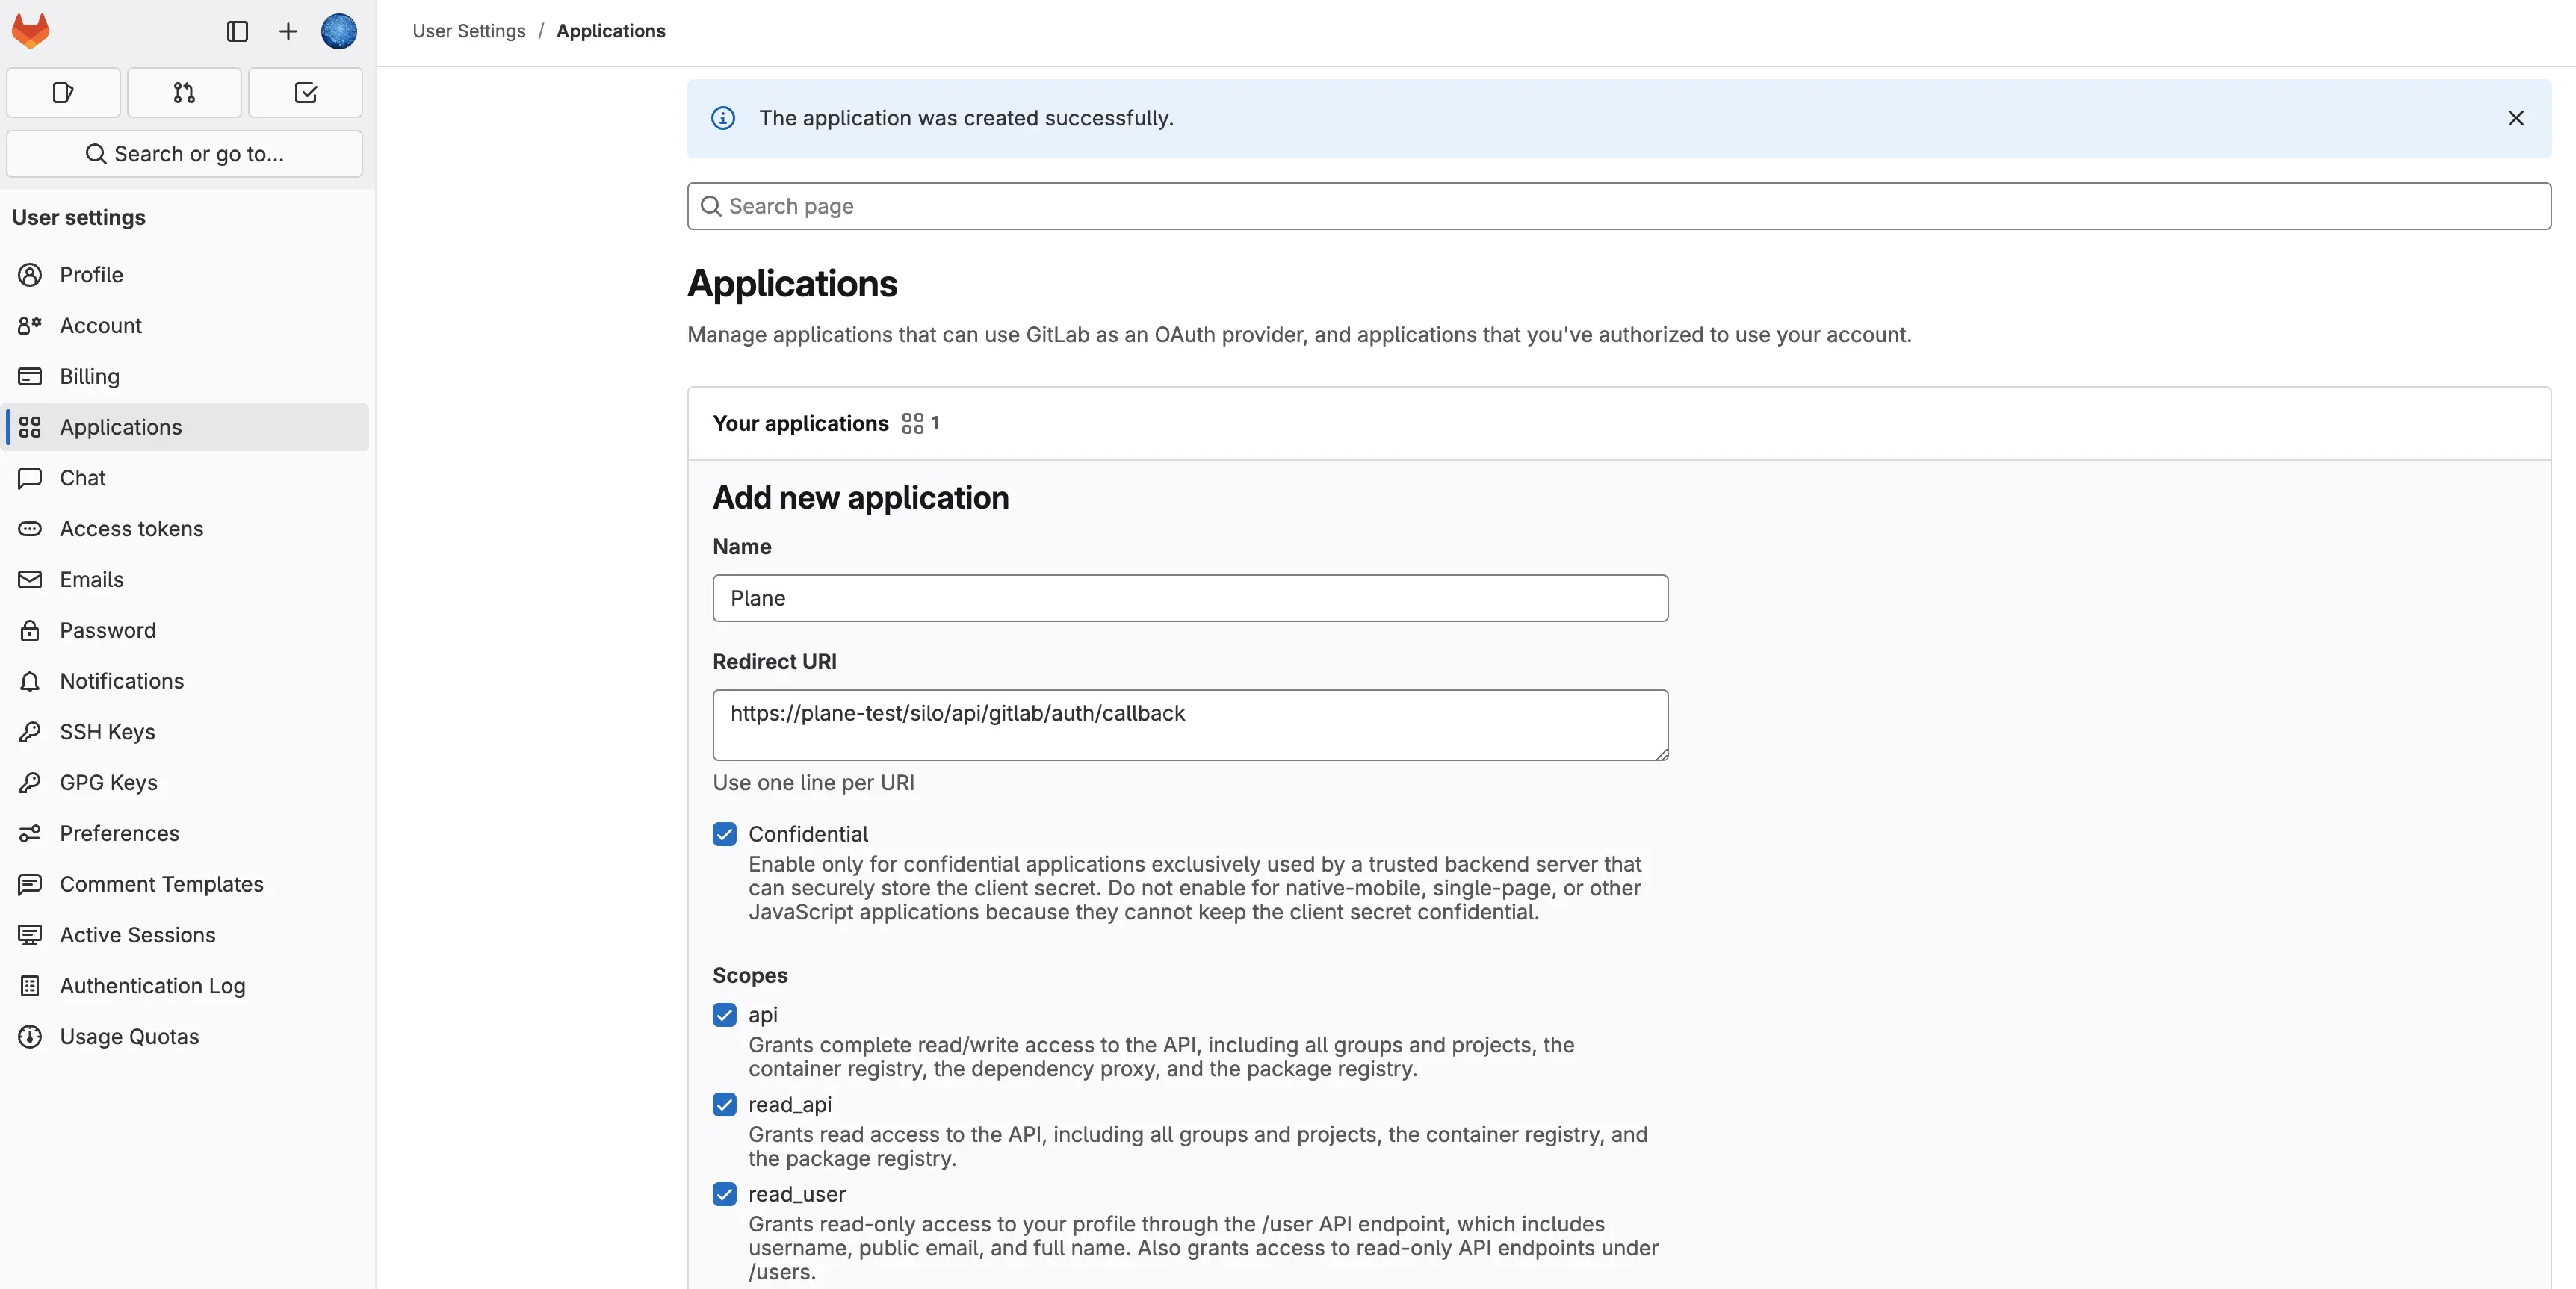 User Settings / Applications
Search or go to...
User settings
Profile
Account
Billing
Applications
Chat
Access tokens
Emails
Password
Notifications
SSH Keys
GPG Keys
Preferences
Comment Templates
Active Sessions
Authentication Log
Usage Quotas
The application was created successfully.
Search page
Applications
Manage applications that can use GitLab as an OAuth provider, and applications that you've authorized to use your account.
Your applications 1
Add new application
Name
Plane
Redirect URI
https://plane-test/silo/api/gitlab/auth/callback
Use one line per URI
Confidential
Enable only for confidential applications exclusively used by a trusted backend server that
can securely store the client secret. Do not enable for native-mobile, single-page, or other
JavaScript applications because they cannot keep the client secret confidential.
Scopes
api
Grants complete read/write access to the API, including all groups and projects, the
container registry, the dependency proxy, and the package registry.
read_api
Grants read access to the API, including all groups and projects, the container registry, and
the package registry.
read_user
Grants read-only access to your profile through the /user API endpoint, which includes
username, public email, and full name. Also grants access to read-only API endpoints under
/users.